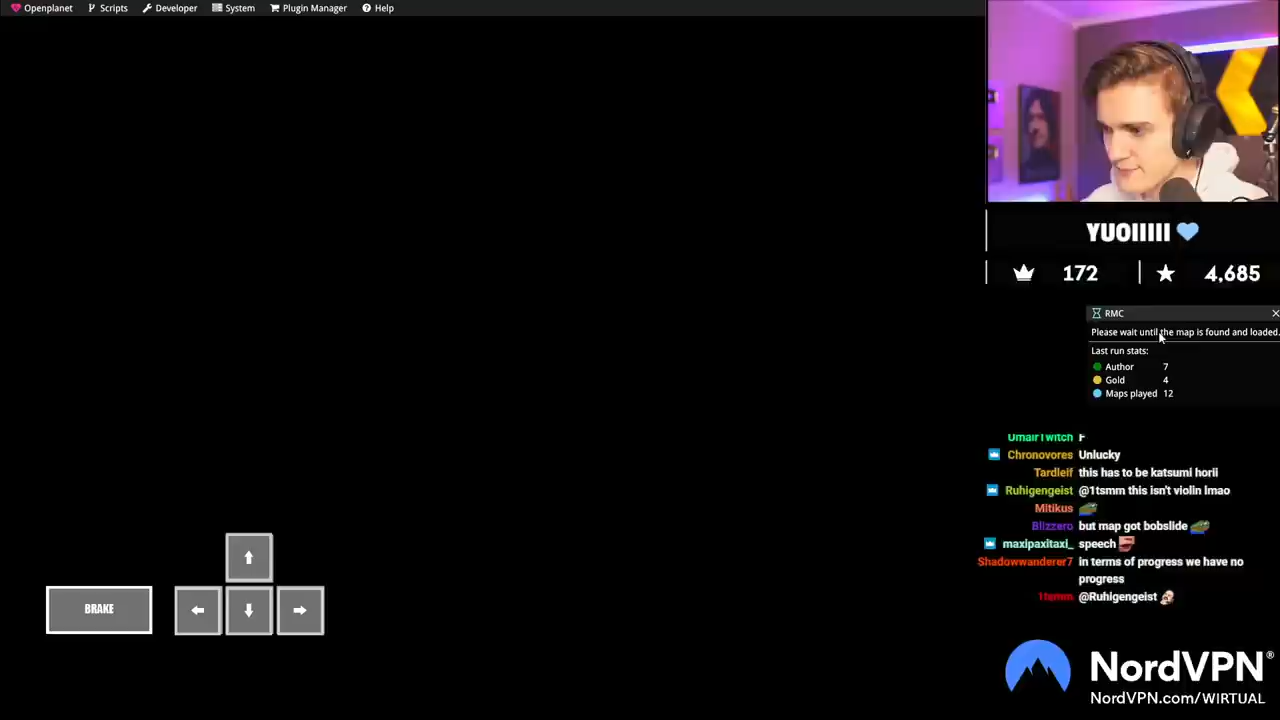 Openplanet Scripts Developer System Plugin Manager Help
YUOIIIII
172 4,685
RMC
Please wait until the map is found and loaded.
Last run stats:
Author 7
Gold 4
Maps played 12
UmairTwitch F
Chronovores Unlucky
Tardleif this has to be katsumi horii
Ruhigengeist @1tsmm this isn't violin lmao
Mitikus
Blizzero but map got bobslide
maxipaxitaxi_ speech
Shadowwanderer7 in terms of progress we have no
progress
1tsmm @Ruhigengeist
BRAKE
NordVPN®
NordVPN.com/WIRTUAL